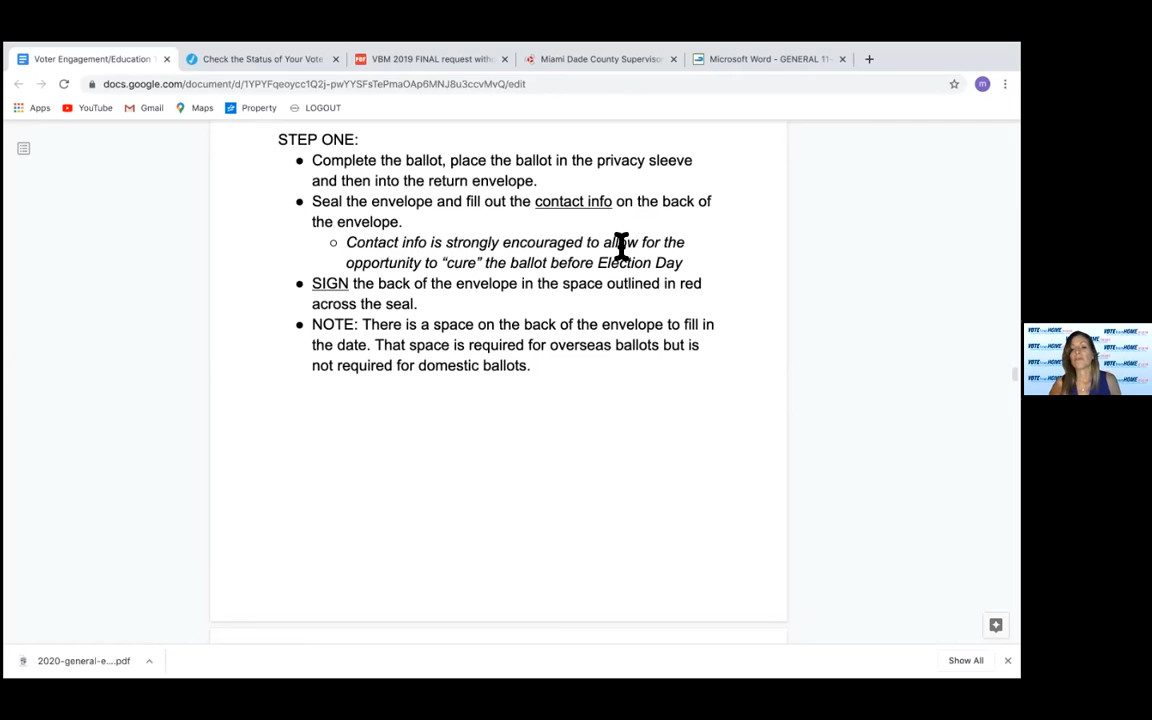 Voter Engagement/Education T
Check the Status of Your Vote
VBM 2019 FINAL request with
Miami Dade County Supervisor
Microsoft Word - GENERAL 11-
docs.google.com/document/d/1YPYFqeoycc1Q2j-pwYYSFsTePmaOAp6MNJ8u3ccvMvQ/edit
m
Apps
YouTube
Gmail
Maps
Property
LOGOUT
STEP ONE:
● Complete the ballot, place the ballot in the privacy sleeve
and then into the return envelope.
● Seal the envelope and fill out the contact info on the back of
the envelope.
○ Contact info is strongly encouraged to allow for the
opportunity to “cure” the ballot before Election Day
● SIGN the back of the envelope in the space outlined in red
across the seal.
● NOTE: There is a space on the back of the envelope to fill in
the date. That space is required for overseas ballots but is
not required for domestic ballots.
2020-general-e....pdf
Show All